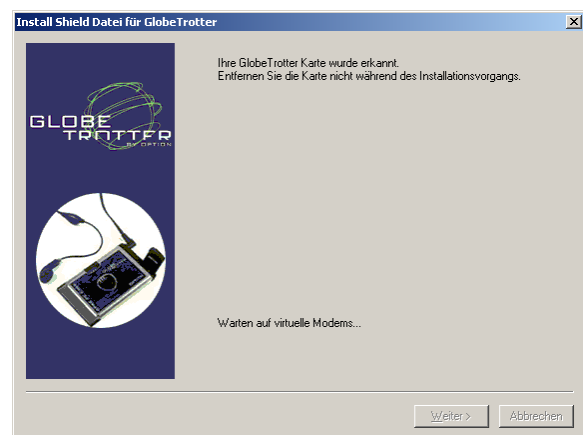 Install Shield Datei für GlobeTrotter
Ihre GlobeTrotter Karte wurde erkannt.
Entfernen Sie die Karte nicht während des Installationsvorgangs.
GLOBE
TROTTER
BY OPTION
Warten auf virtuelle Modems...
Weiter >
Abbrechen